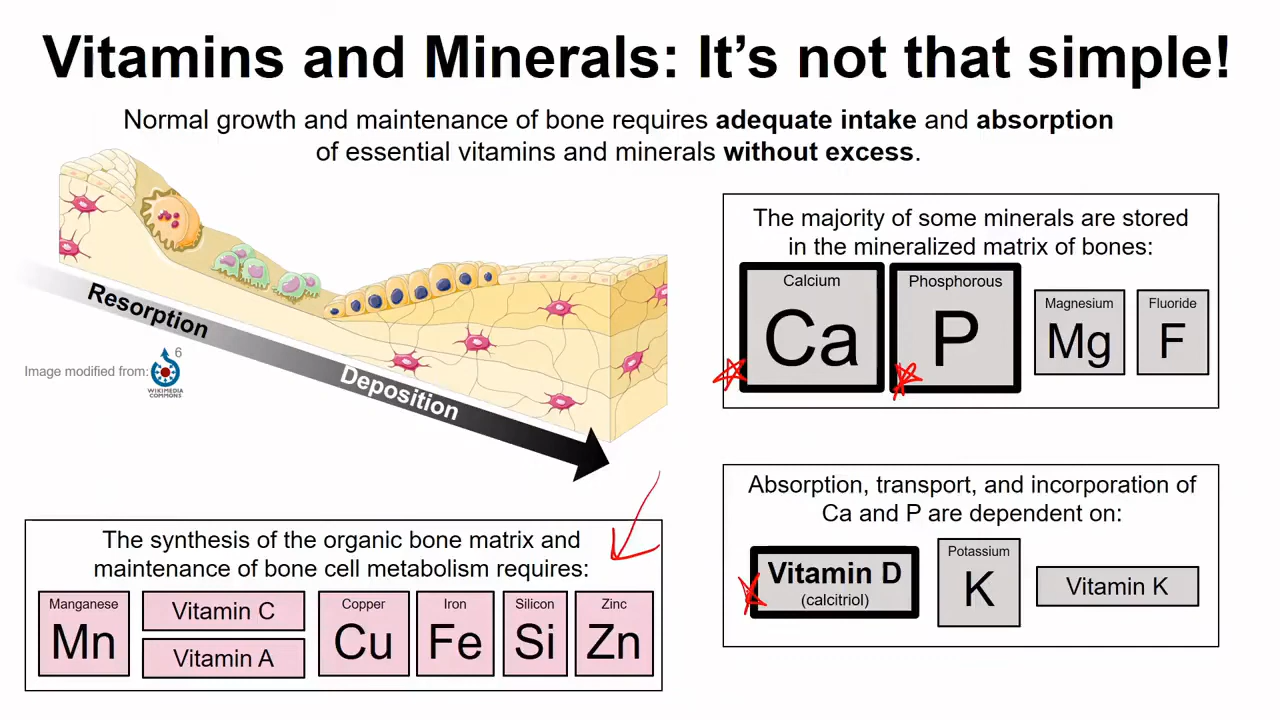 Vitamins and Minerals: It's not that simple!
Normal growth and maintenance of bone requires adequate intake and absorption
of essential vitamins and minerals without excess.
Resorption
Deposition
Image modified from:
6
WIKIMEDIA
COMMONS
The majority of some minerals are stored
in the mineralized matrix of bones:
Calcium
Ca
Phosphorous
P
Magnesium
Mg
Fluoride
F
The synthesis of the organic bone matrix and
maintenance of bone cell metabolism requires:
Manganese
Mn
Vitamin C
Vitamin A
Copper
Cu
Iron
Fe
Silicon
Si
Zinc
Zn
Absorption, transport, and incorporation of
Ca and P are dependent on:
Vitamin D
(calcitriol)
Potassium
K
Vitamin K